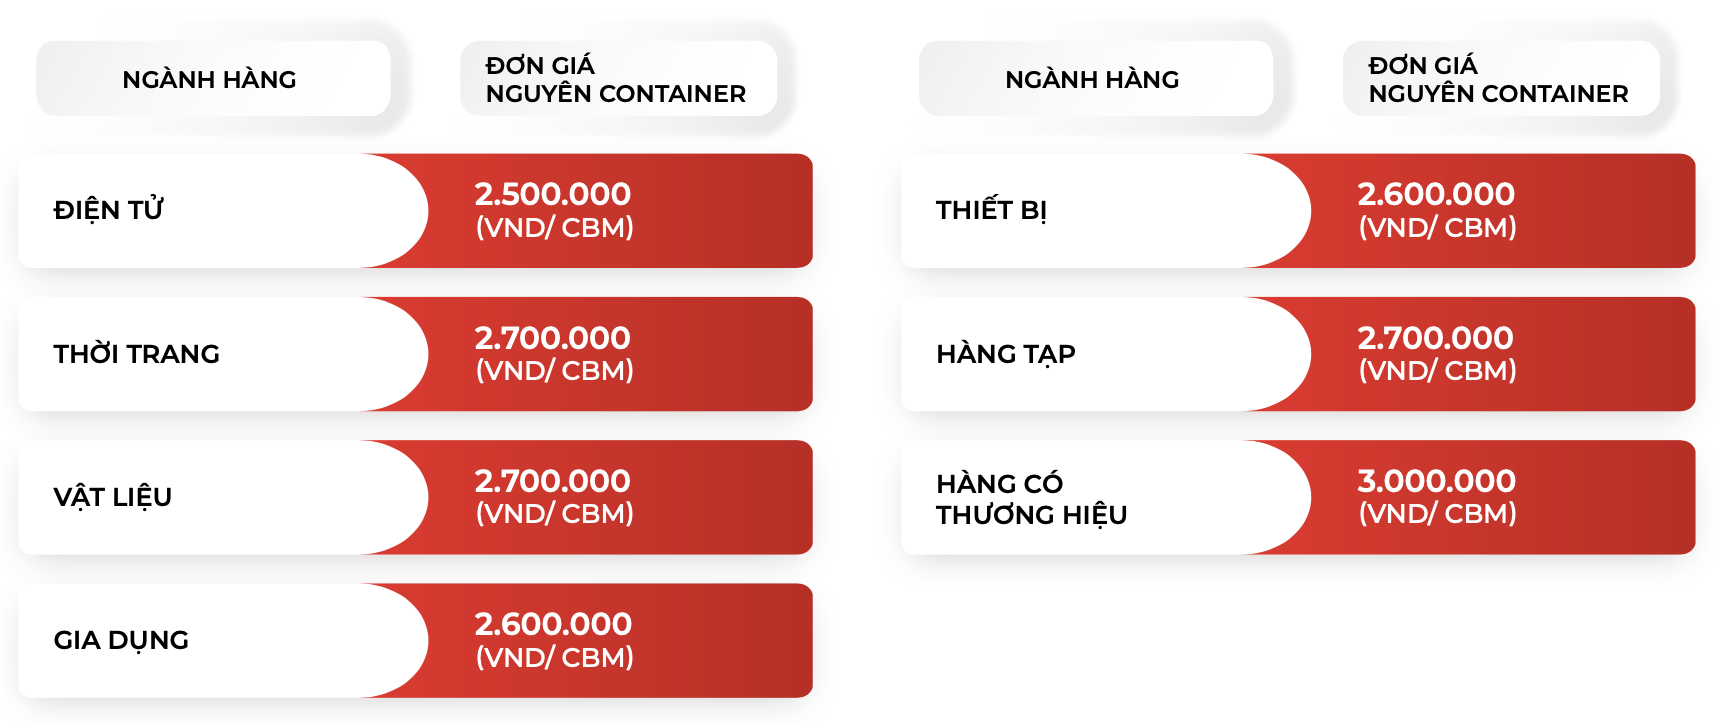 NGÀNH HÀNG
ĐƠN GIÁ
NGUYÊN CONTAINER
ĐIỆN TỬ
2.500.000
(VND/ CBM)
THỜI TRANG
2.700.000
(VND/ CBM)
VẬT LIỆU
2.700.000
(VND/ CBM)
GIA DỤNG
2.600.000
(VND/ CBM)
NGÀNH HÀNG
ĐƠN GIÁ
NGUYÊN CONTAINER
THIẾT BỊ
2.600.000
(VND/ CBM)
HÀNG TẠP
2.700.000
(VND/ CBM)
HÀNG CÓ
THƯƠNG HIỆU
3.000.000
(VND/ CBM)